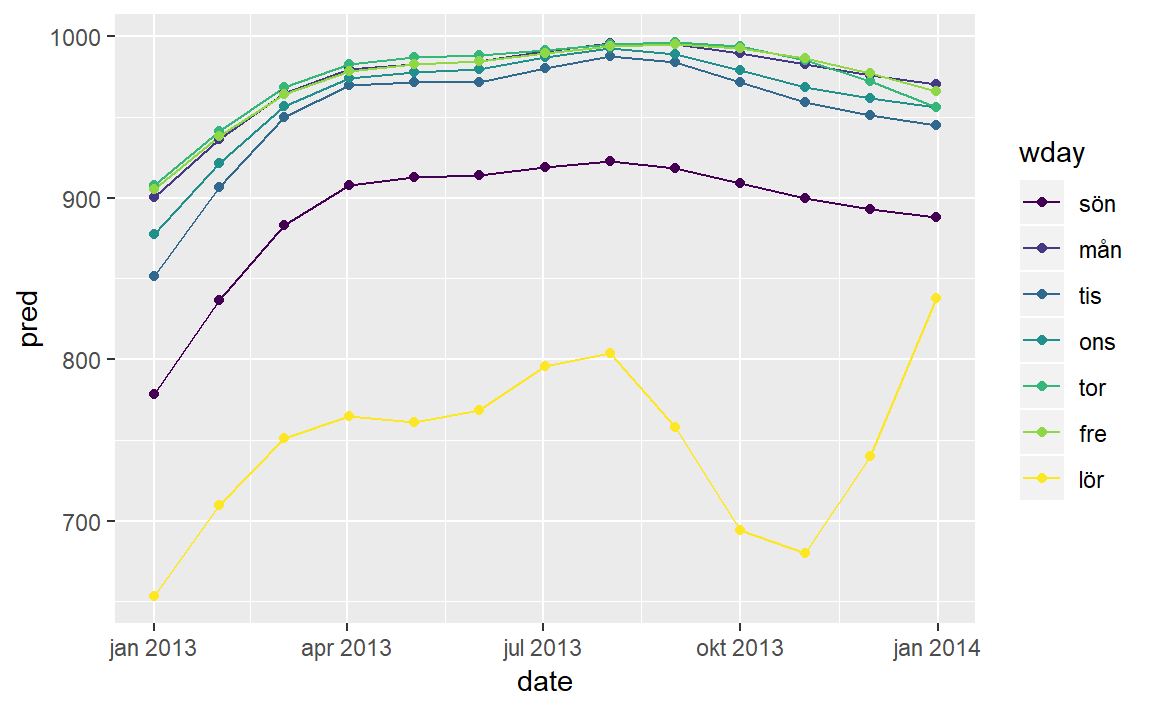 1000
900
800
700
pred
jan 2013
apr 2013
jul 2013
okt 2013
jan 2014
date
wday
sön
mån
tis
ons
tor
fre
lör